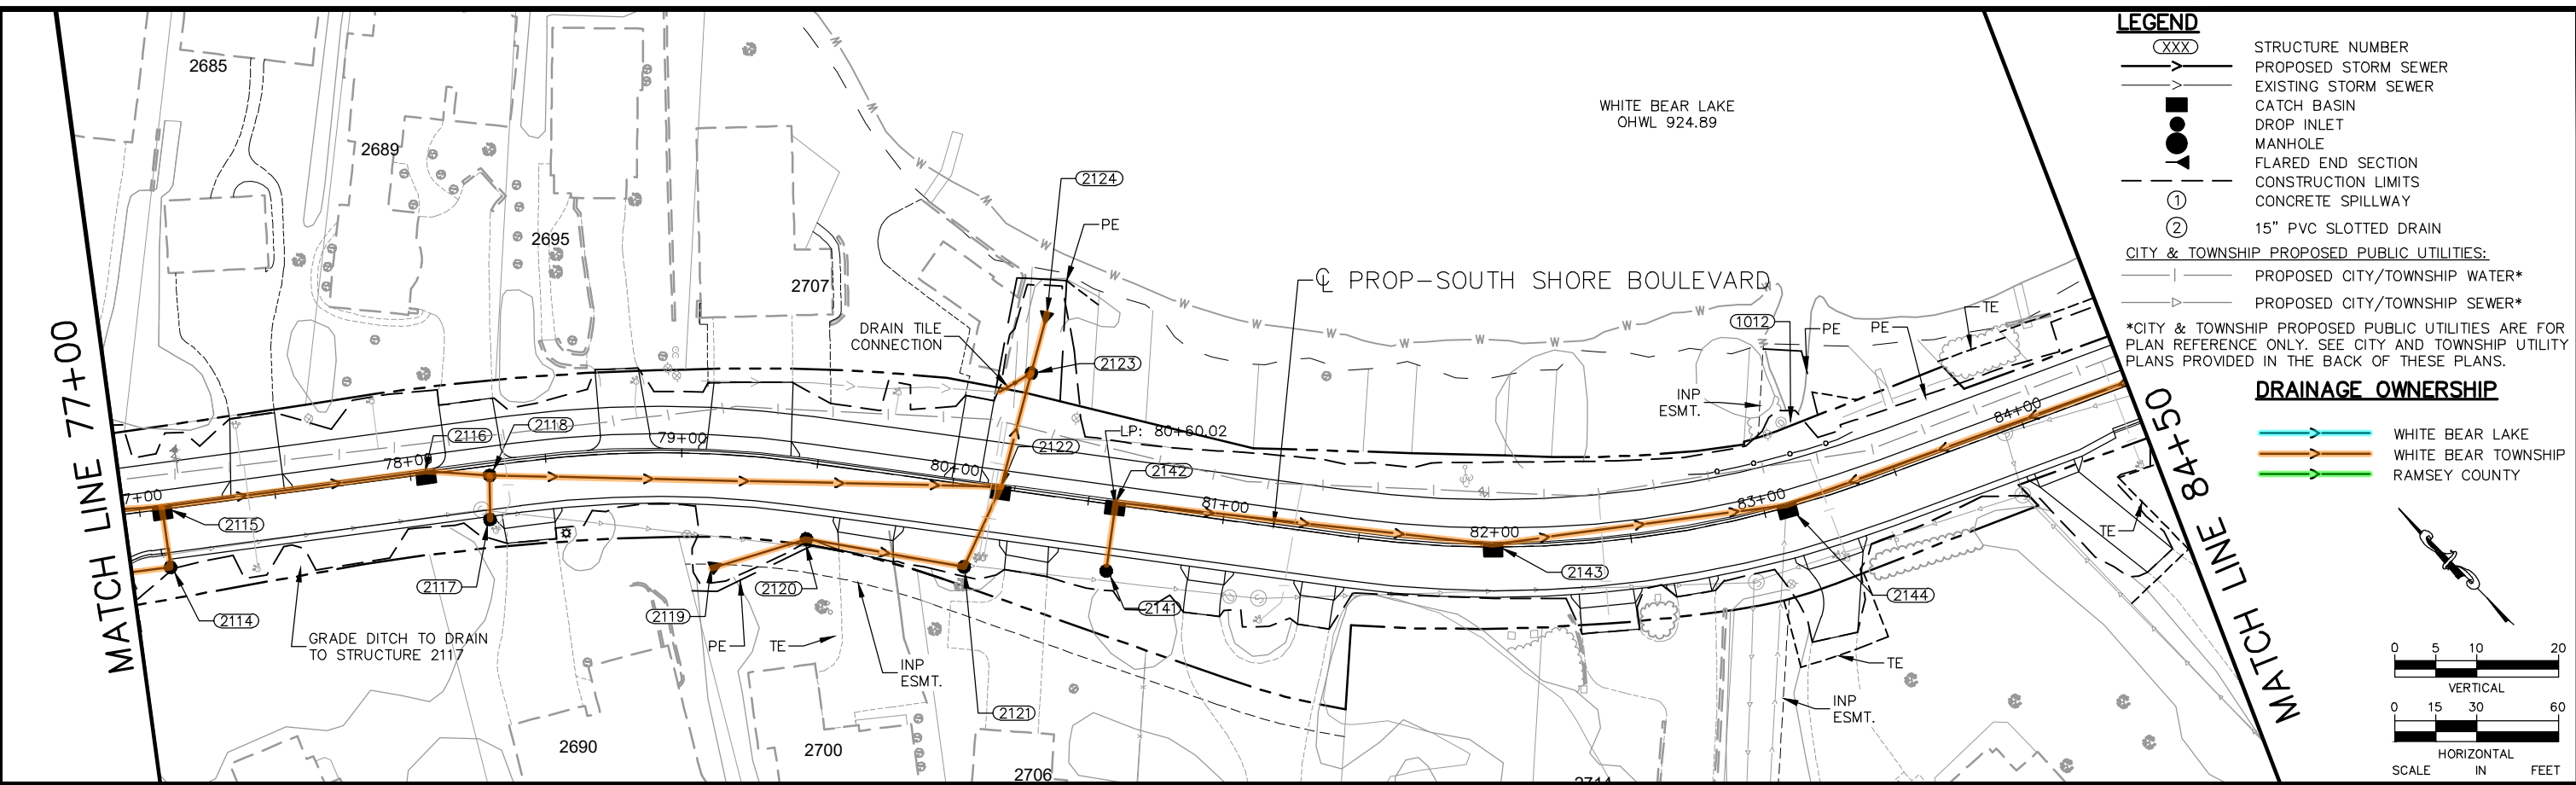 MATCH LINE 77+00
2685
2689
2695
2707
WHITE BEAR LAKE
OHWL 924.89
2124
PE
℄ PROP-SOUTH SHORE BOULEVARD
DRAIN TILE
CONNECTION
2123
1012
PE
PE
TE
INP
ESMT.
2116
2118
79+00
78+00
80+00
2122
LP: 80+60.02
2142
7+00
2115
81+00
82+00
83+00
84+00
2143
2144
2114
2117
2119
2120
2141
GRADE DITCH TO DRAIN
TO STRUCTURE 2117
PE
TE
INP
ESMT.
2121
TE
TE
INP
ESMT.
2690
2700
2706
2714
MATCH LINE 84+50
LEGEND
XXX STRUCTURE NUMBER
PROPOSED STORM SEWER
EXISTING STORM SEWER
CATCH BASIN
DROP INLET
MANHOLE
FLARED END SECTION
CONSTRUCTION LIMITS
1 CONCRETE SPILLWAY
2 15" PVC SLOTTED DRAIN
CITY & TOWNSHIP PROPOSED PUBLIC UTILITIES:
PROPOSED CITY/TOWNSHIP WATER*
PROPOSED CITY/TOWNSHIP SEWER*
*CITY & TOWNSHIP PROPOSED PUBLIC UTILITIES ARE FOR
PLAN REFERENCE ONLY. SEE CITY AND TOWNSHIP UTILITY
PLANS PROVIDED IN THE BACK OF THESE PLANS.
DRAINAGE OWNERSHIP
WHITE BEAR LAKE
WHITE BEAR TOWNSHIP
RAMSEY COUNTY
0 5 10 20
VERTICAL
0 15 30 60
HORIZONTAL
SCALE IN FEET